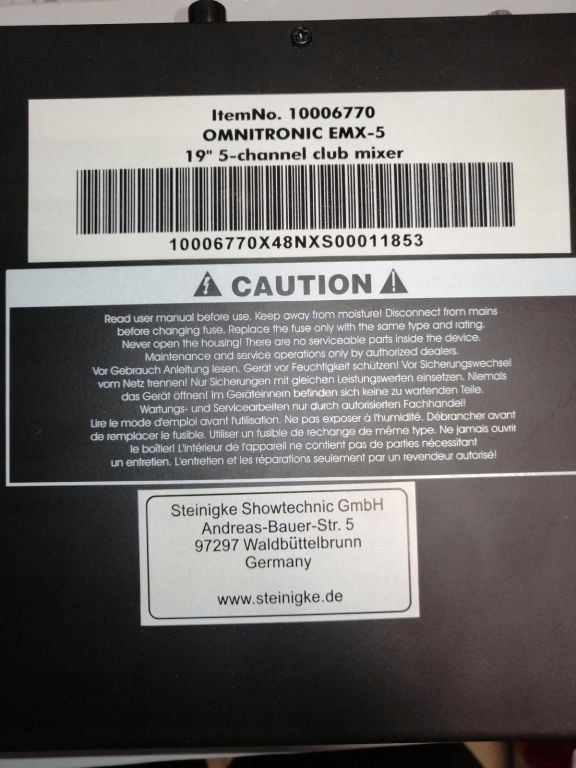 ItemNo. 10006770
OMNITRONIC EMX-5
19" 5-channel club mixer
10006770X48NXS00011853
CAUTION
Read user manual before use. Keep away from moisture! Disconnect from mains
before changing fuse. Replace the fuse only with the same type and rating.
Never open the housing! There are no serviceable parts inside the device.
Maintenance and service operations only by authorized dealers.
Vor Gebrauch Anleitung lesen. Gerät vor Feuchtigkeit schützen! Vor Sicherungswechsel
vom Netz trennen! Nur Sicherungen mit gleichen Leistungswerten einsetzen. Niemals
das Gerät öffnen! Im Geräteinnern befinden sich keine zu wartenden Teile.
Wartungs- und Servicearbeiten nur durch autorisierten Fachhandel!
Lire le mode d'emploi avant l'utilisation. Ne pas exposer à l'humidité. Débrancher avant
de remplacer le fusible. Utiliser un fusible de rechange de même type. Ne jamais ouvrir
le boîtier! L'intérieur de l'appareil ne contient pas de parties nécessitant
un entretien. L'entretien et les réparations seulement par un revendeur autorisé!
Steinigke Showtechnic GmbH
Andreas-Bauer-Str. 5
97297 Waldbüttelbrunn
Germany
www.steinigke.de